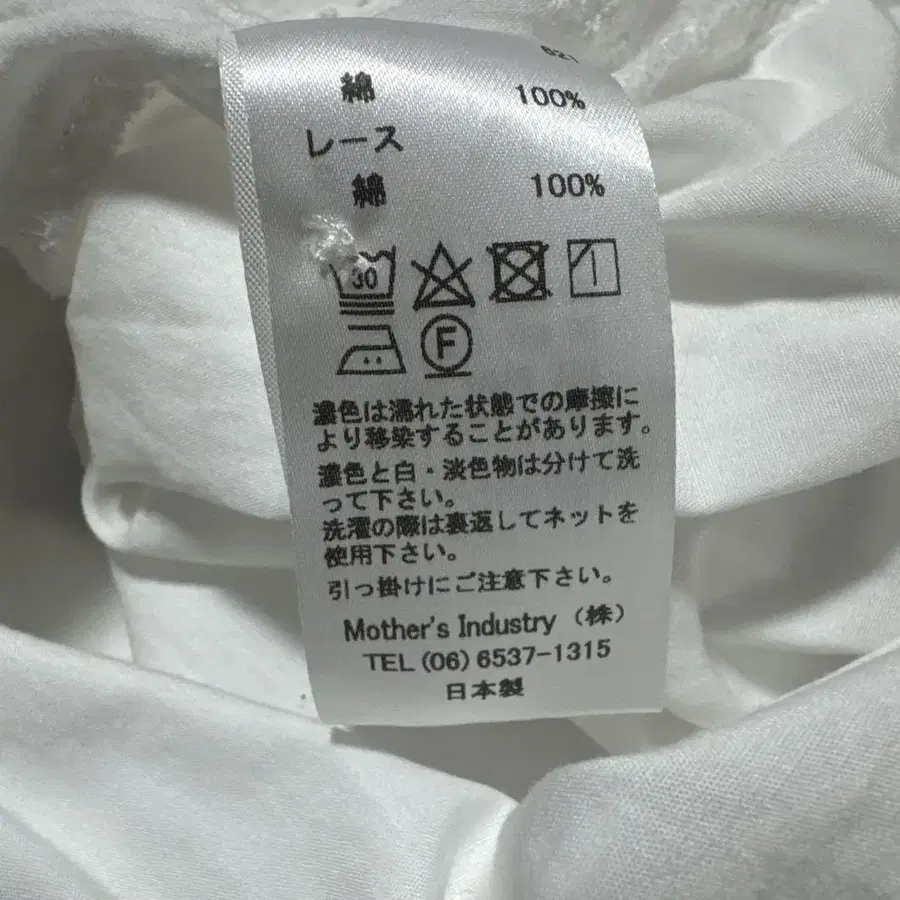 621
綿 100%
レース
綿 100%
30
F
濃色は濡れた状態での摩擦に
より移染することがあります。
濃色と白・淡色物は分けて洗
って下さい。
洗濯の際は裏返してネットを
使用下さい。
引っ掛けにご注意下さい。
Mother's Industry (株)
TEL (06) 6537-1315
日本製